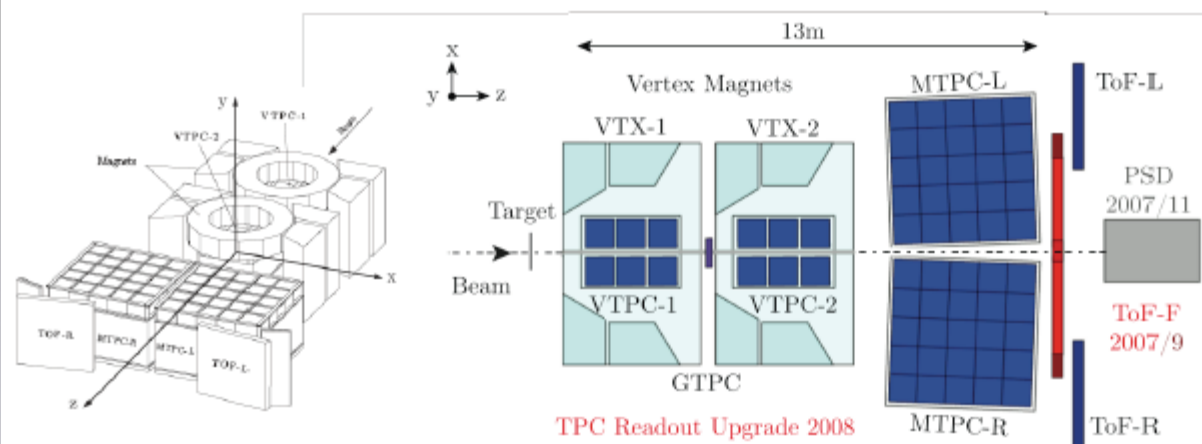 y
VTPC-1
VTPC-2
Beam
Magnets
x
TOF-R
MTPC-R
MTPC-L
TOF-L
z
x
y
z
13m
Vertex Magnets
MTPC-L
ToF-L
VTX-1
VTX-2
PSD
2007/11
Target
Beam
VTPC-1
VTPC-2
ToF-F
2007/9
GTPC
TPC Readout Upgrade 2008
MTPC-R
ToF-R